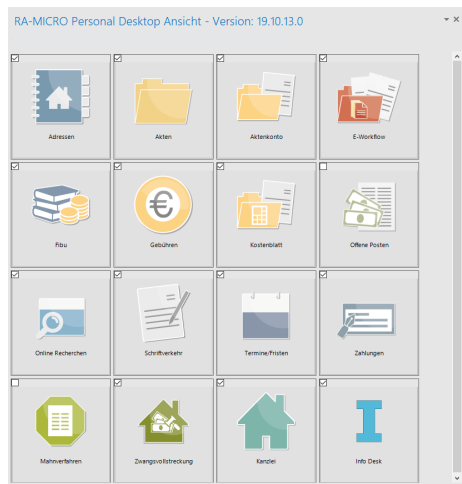 RA-MICRO Personal Desktop Ansicht - Version: 19.10.13.0
Adressen
Akten
Aktenkonto
E-Workflow
Fibu
Gebühren
Kostenblatt
Offene Posten
Online Recherchen
Schriftverkehr
Termine/Fristen
Zahlungen
Mahnverfahren
Zwangsvollstreckung
Kanzlei
Info Desk